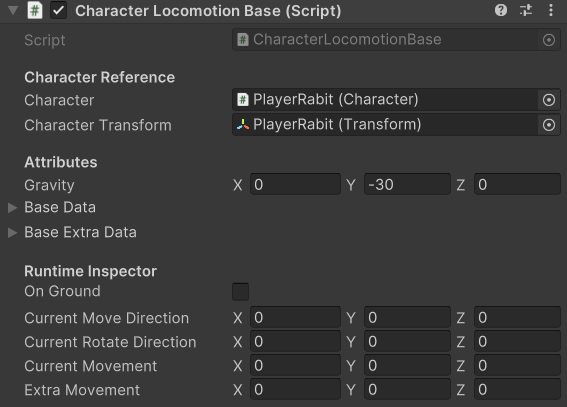 Character Locomotion Base (Script)
Script # CharacterLocomotionBase
Character Reference
Character # PlayerRabit (Character)
Character Transform PlayerRabit (Transform)
Attributes
Gravity X 0 Y -30 Z 0
Base Data
Base Extra Data
Runtime Inspector
On Ground
Current Move Direction X 0 Y 0 Z 0
Current Rotate Direction X 0 Y 0 Z 0
Current Movement X 0 Y 0 Z 0
Extra Movement X 0 Y 0 Z 0